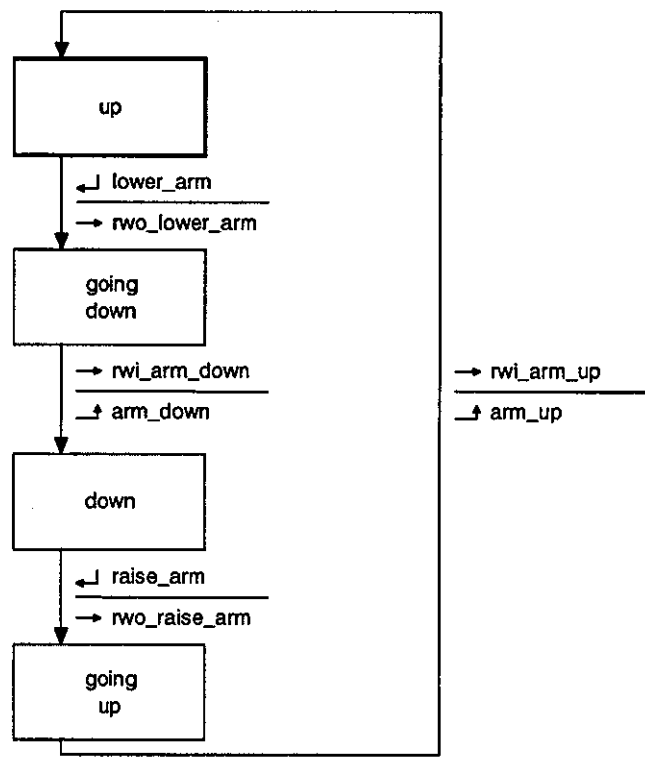 up
lower_arm
rwo_lower_arm
going
down
rwi_arm_down
arm_down
rwi_arm_up
arm_up
down
raise_arm
rwo_raise_arm
going
up